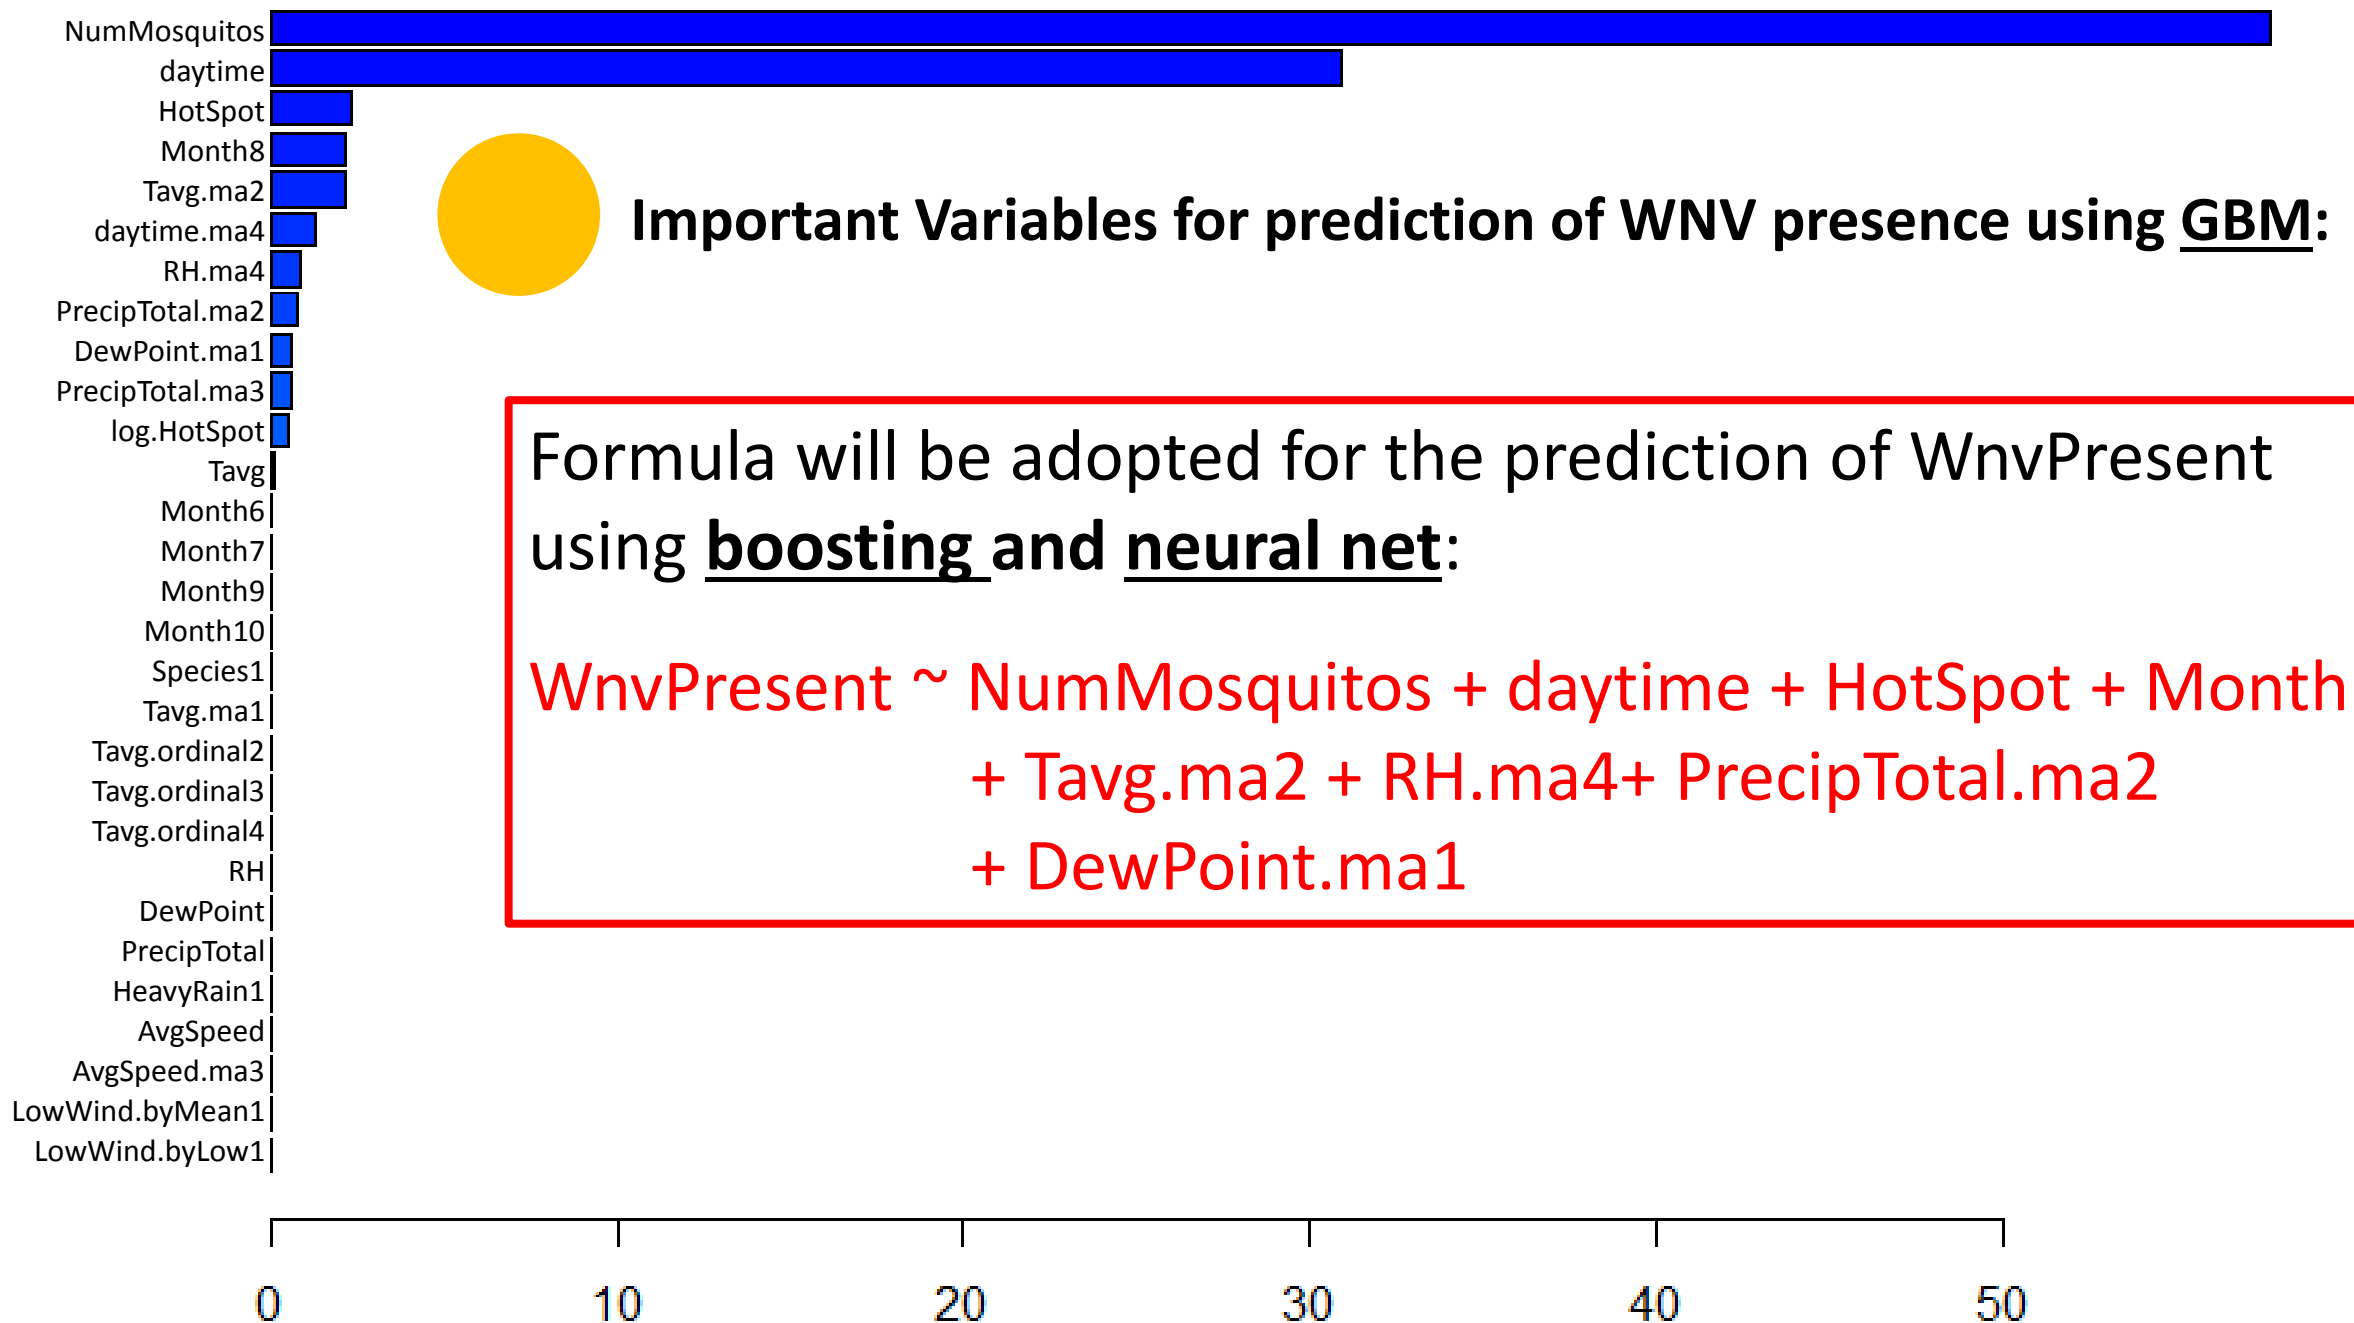 NumMosquitos
daytime
HotSpot
Month8
Tavg.ma2
daytime.ma4
RH.ma4
PrecipTotal.ma2
DewPoint.ma1
PrecipTotal.ma3
log.HotSpot
Tavg
Month6
Month7
Month9
Month10
Species1
Tavg.ma1
Tavg.ordinal2
Tavg.ordinal3
Tavg.ordinal4
RH
DewPoint
PrecipTotal
HeavyRain1
AvgSpeed
AvgSpeed.ma3
LowWind.byMean1
LowWind.byLow1
0 10 20 30 40 50
Important Variables for prediction of WNV presence using GBM:
Formula will be adopted for the prediction of WnvPresent
using boosting and neural net:
WnvPresent ~ NumMosquitos + daytime + HotSpot + Month
+ Tavg.ma2 + RH.ma4+ PrecipTotal.ma2
+ DewPoint.ma1